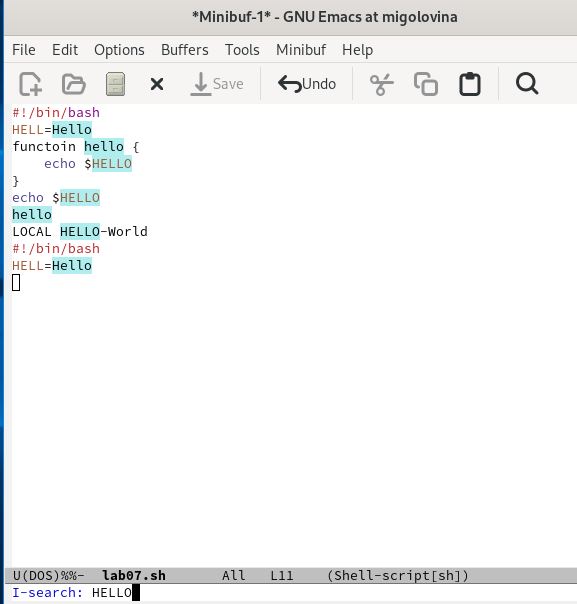 *Minibuf-1* - GNU Emacs at migolovina
File Edit Options Buffers Tools Minibuf Help
Save Undo
#!/bin/bash
HELL=Hello
functoin hello {
    echo $HELLO
}
echo $HELLO
hello
LOCAL HELLO-World
#!/bin/bash
HELL=Hello
U(DOS)%%- lab07.sh All L11 (Shell-script[sh])
I-search: HELLO